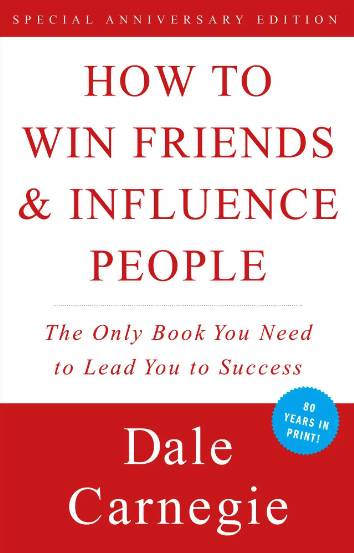 SPECIAL ANNIVERSARY EDITION
HOW TO
WIN FRIENDS
& INFLUENCE
PEOPLE
The Only Book You Need
to Lead You to Success
80
YEARS IN
PRINT!
Dale
Carnegie